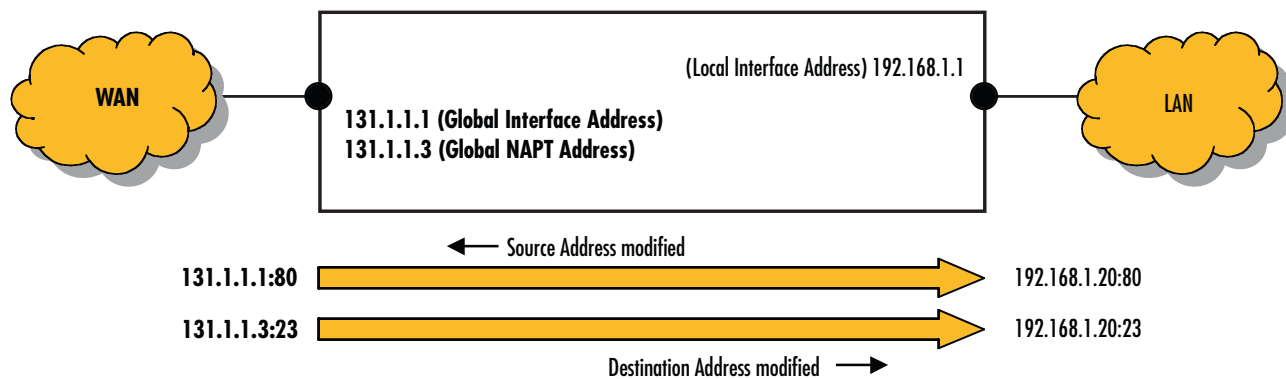 WAN
(Local Interface Address) 192.168.1.1
LAN
131.1.1.1 (Global Interface Address)
131.1.1.3 (Global NAPT Address)
Source Address modified
131.1.1.1:80
192.168.1.20:80
131.1.1.3:23
192.168.1.20:23
Destination Address modified